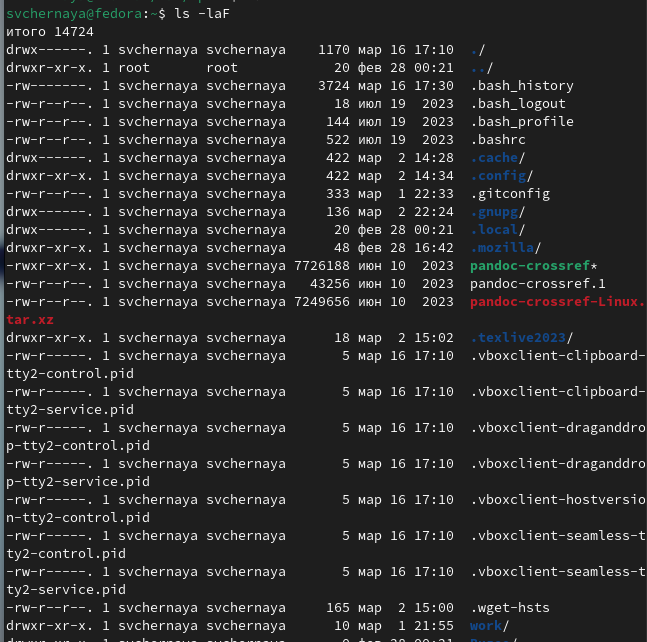 svchernaya@fedora:~$ ls -laF
итого 14724
drwx------. 1 svchernaya svchernaya    1170 мар 16 17:10  ./
drwxr-xr-x. 1 root       root            20 фев 28 00:21  ../
-rw-------. 1 svchernaya svchernaya    3724 мар 16 17:30  .bash_history
-rw-r--r--. 1 svchernaya svchernaya      18 июл 19  2023  .bash_logout
-rw-r--r--. 1 svchernaya svchernaya     144 июл 19  2023  .bash_profile
-rw-r--r--. 1 svchernaya svchernaya     522 июл 19  2023  .bashrc
drwx------. 1 svchernaya svchernaya     422 мар  2 14:28  .cache/
drwxr-xr-x. 1 svchernaya svchernaya     422 мар  2 14:34  .config/
-rw-r--r--. 1 svchernaya svchernaya     333 мар  1 22:33  .gitconfig
drwx------. 1 svchernaya svchernaya     136 мар  2 22:24  .gnupg/
drwx------. 1 svchernaya svchernaya      20 фев 28 00:21  .local/
drwxr-xr-x. 1 svchernaya svchernaya      48 фев 28 16:42  .mozilla/
-rwxr-xr-x. 1 svchernaya svchernaya 7726188 июн 10  2023  pandoc-crossref*
-rw-r--r--. 1 svchernaya svchernaya   43256 июн 10  2023  pandoc-crossref.1
-rw-r--r--. 1 svchernaya svchernaya 7249656 июн 10  2023  pandoc-crossref-Linux.
tar.xz
drwxr-xr-x. 1 svchernaya svchernaya      18 мар  2 15:02  .texlive2023/
-rw-r-----. 1 svchernaya svchernaya       5 мар 16 17:10  .vboxclient-clipboard-
tty2-control.pid
-rw-r-----. 1 svchernaya svchernaya       5 мар 16 17:10  .vboxclient-clipboard-
tty2-service.pid
-rw-r-----. 1 svchernaya svchernaya       5 мар 16 17:10  .vboxclient-draganddro
p-tty2-control.pid
-rw-r-----. 1 svchernaya svchernaya       5 мар 16 17:10  .vboxclient-draganddro
p-tty2-service.pid
-rw-r-----. 1 svchernaya svchernaya       5 мар 16 17:10  .vboxclient-hostversio
n-tty2-control.pid
-rw-r-----. 1 svchernaya svchernaya       5 мар 16 17:10  .vboxclient-seamless-t
ty2-control.pid
-rw-r-----. 1 svchernaya svchernaya       5 мар 16 17:10  .vboxclient-seamless-t
ty2-service.pid
-rw-r--r--. 1 svchernaya svchernaya     165 мар  2 15:00  .wget-hsts
drwxr-xr-x. 1 svchernaya svchernaya      10 мар  1 21:55  work/